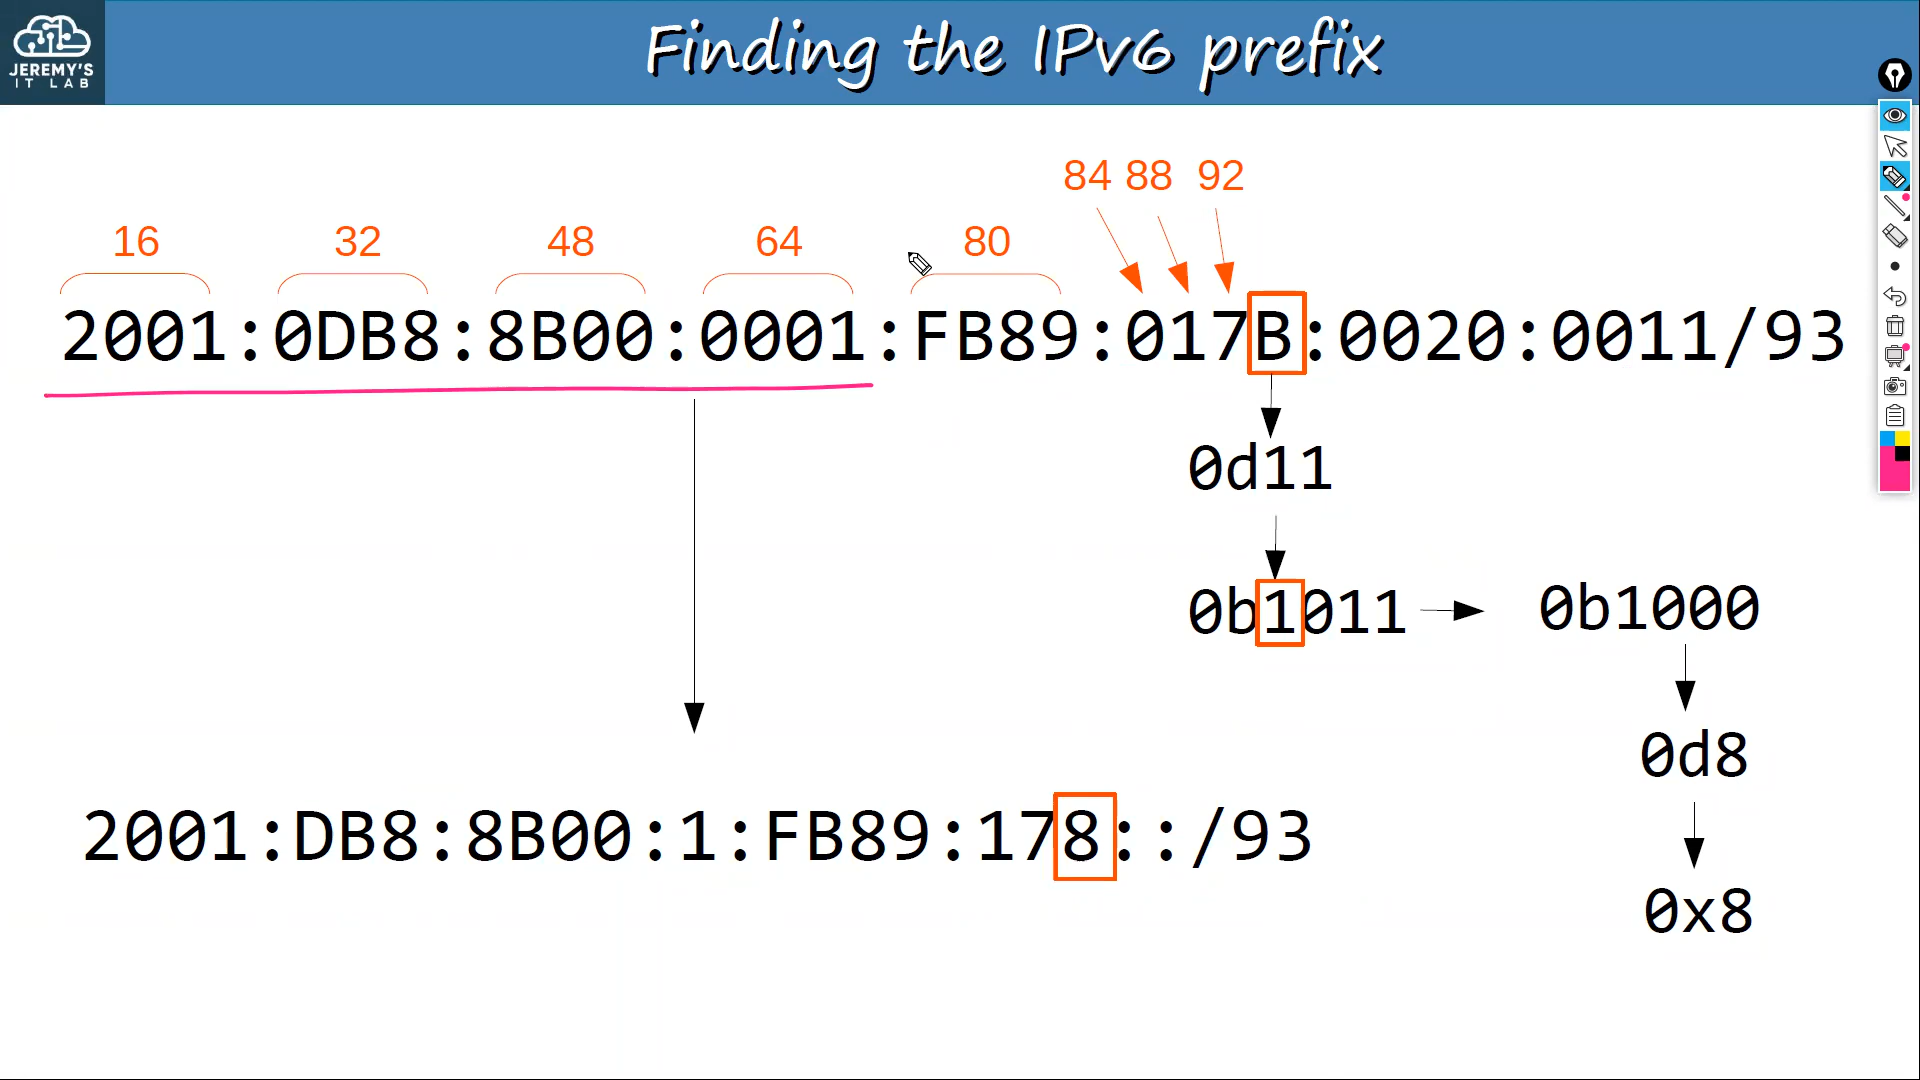 JEREMY'S
IT LAB
Finding the IPv6 prefix
84 88 92
16 32 48 64 80
2001:0DB8:8B00:0001:FB89:017B:0020:0011/93
0d11
0b1011 0b1000
0d8
2001:DB8:8B00:1:FB89:178::/93
0x8